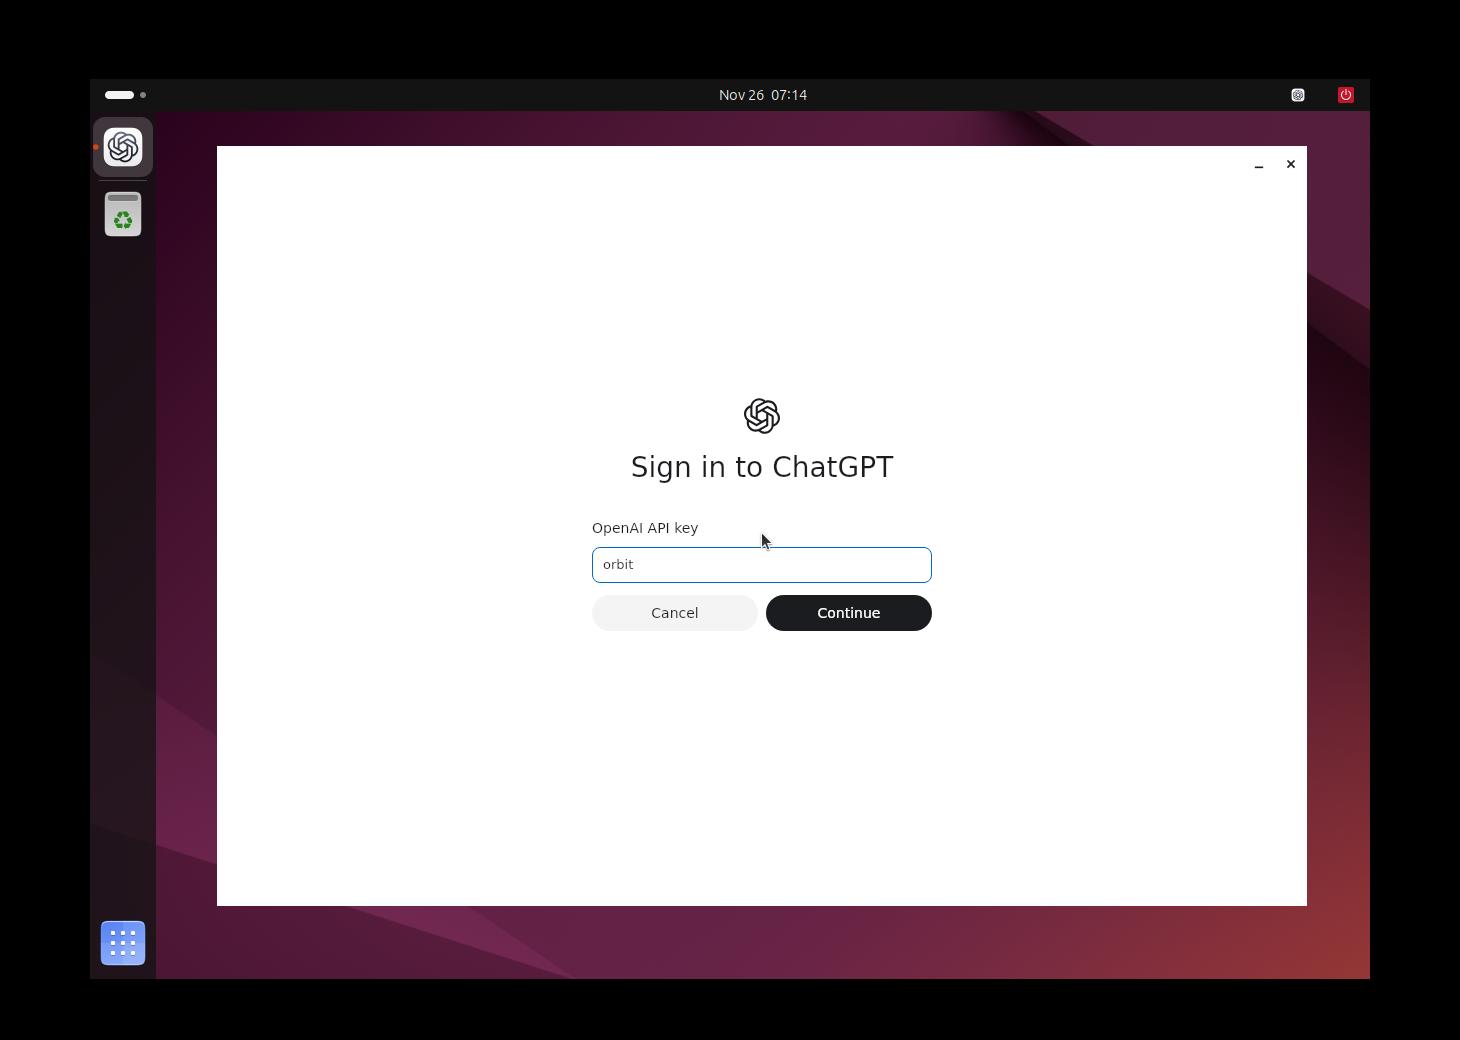 Nov 26 07:14
Sign in to ChatGPT
OpenAI API key
orbit
Cancel
Continue